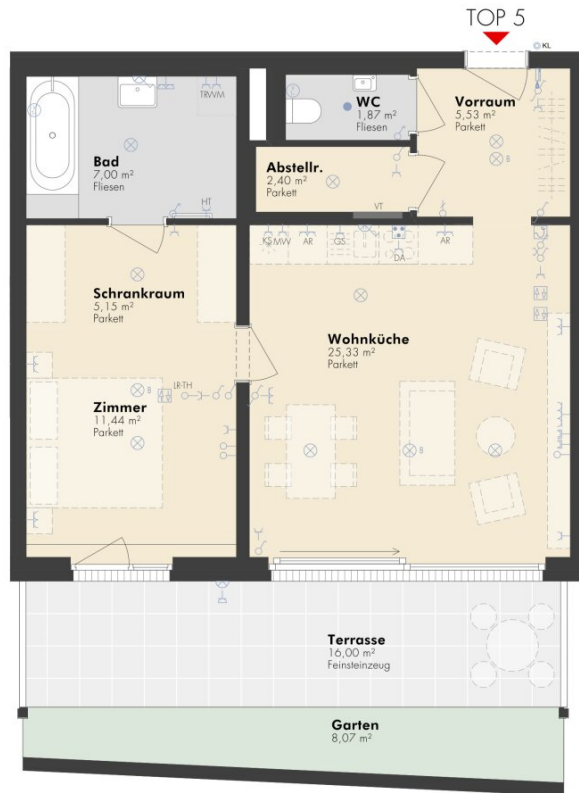 TOP 5
KL
TRWM
WC
1,87 m²
Fliesen
Vorraum
5,53 m²
Parkett
B
Bad
7,00 m²
Fliesen
Abstellr.
2,40 m²
Parkett
HT
VT
KS MW AR GS DA AR
Schrankraum
5,15 m²
Parkett
Wohnküche
25,33 m²
Parkett
B
LR-TH
Zimmer
11,44 m²
Parkett
B
Terrasse
16,00 m²
Feinsteinzeug
Garten
8,07 m²